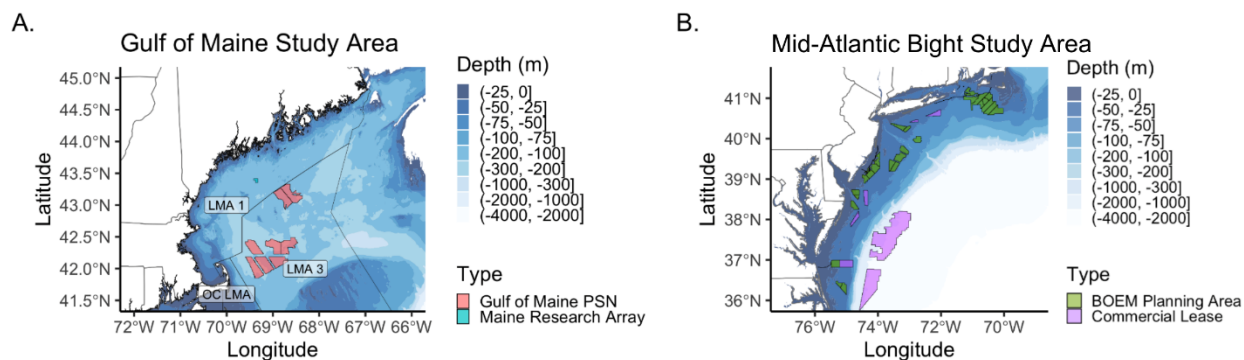 A.
Gulf of Maine Study Area
45.0°N
44.5°N
44.0°N
43.5°N
43.0°N
42.5°N
42.0°N
41.5°N
Latitude
LMA 1
LMA 3
OC LMA
72°W 71°W 70°W 69°W 68°W 67°W 66°W
Longitude
Depth (m)
(-25, 0]
(-50, -25]
(-75, -50]
(-100, -75]
(-200, -100]
(-300, -200]
(-1000, -300]
(-2000, -1000]
(-4000, -2000]
Type
Gulf of Maine PSN
Maine Research Array
B.
Mid-Atlantic Bight Study Area
41°N
40°N
39°N
38°N
37°N
36°N
Latitude
76°W 74°W 72°W 70°W
Longitude
Depth (m)
(-25, 0]
(-50, -25]
(-75, -50]
(-100, -75]
(-200, -100]
(-300, -200]
(-1000, -300]
(-2000, -1000]
(-4000, -2000]
Type
BOEM Planning Area
Commercial Lease